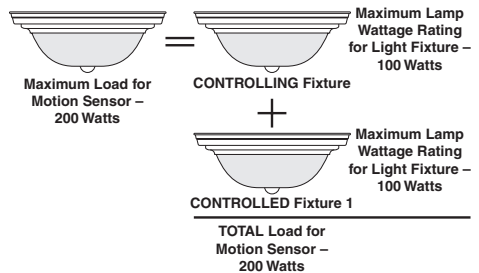 Maximum Load for
Motion Sensor –
200 Watts
=
CONTROLLING Fixture
Maximum Lamp
Wattage Rating
for Light Fixture –
100 Watts
+
CONTROLLED Fixture 1
Maximum Lamp
Wattage Rating
for Light Fixture –
100 Watts
TOTAL Load for
Motion Sensor –
200 Watts